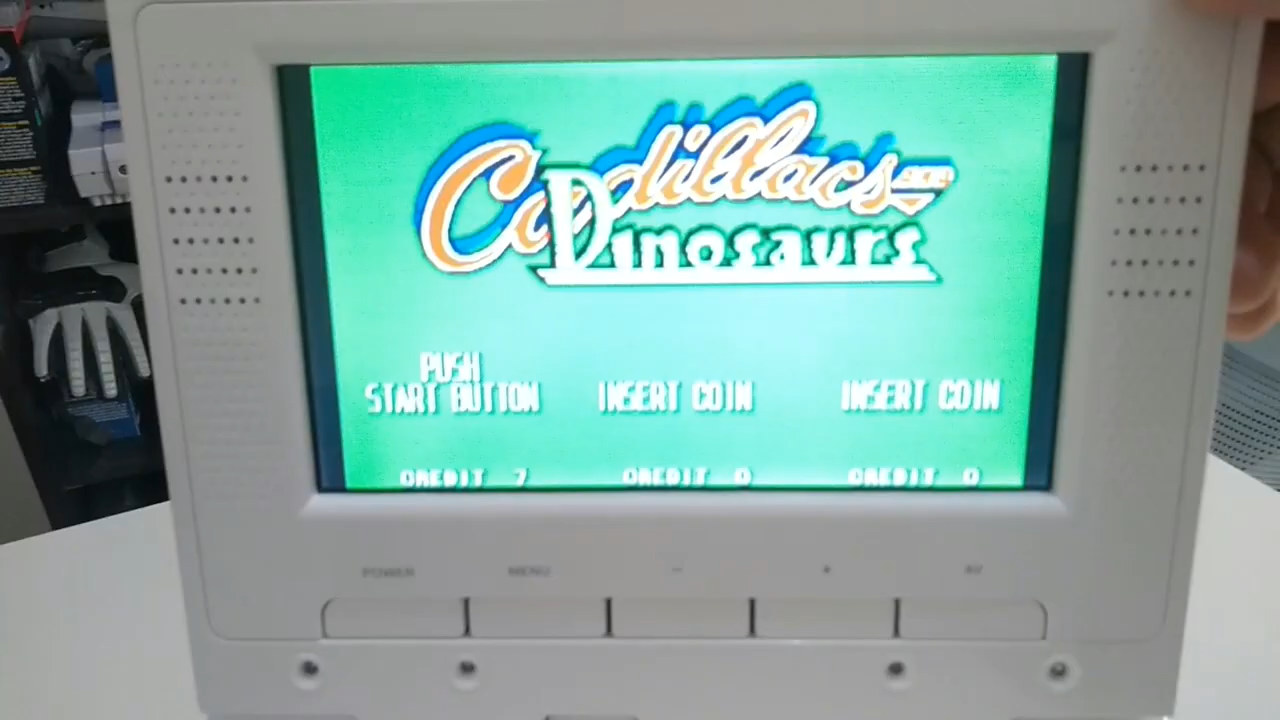 Cadillacs AND
Dinosaurs
PUSH
START BUTTON INSERT COIN INSERT COIN
CREDIT 7 CREDIT 0 CREDIT 0
POWER MENU - + AV